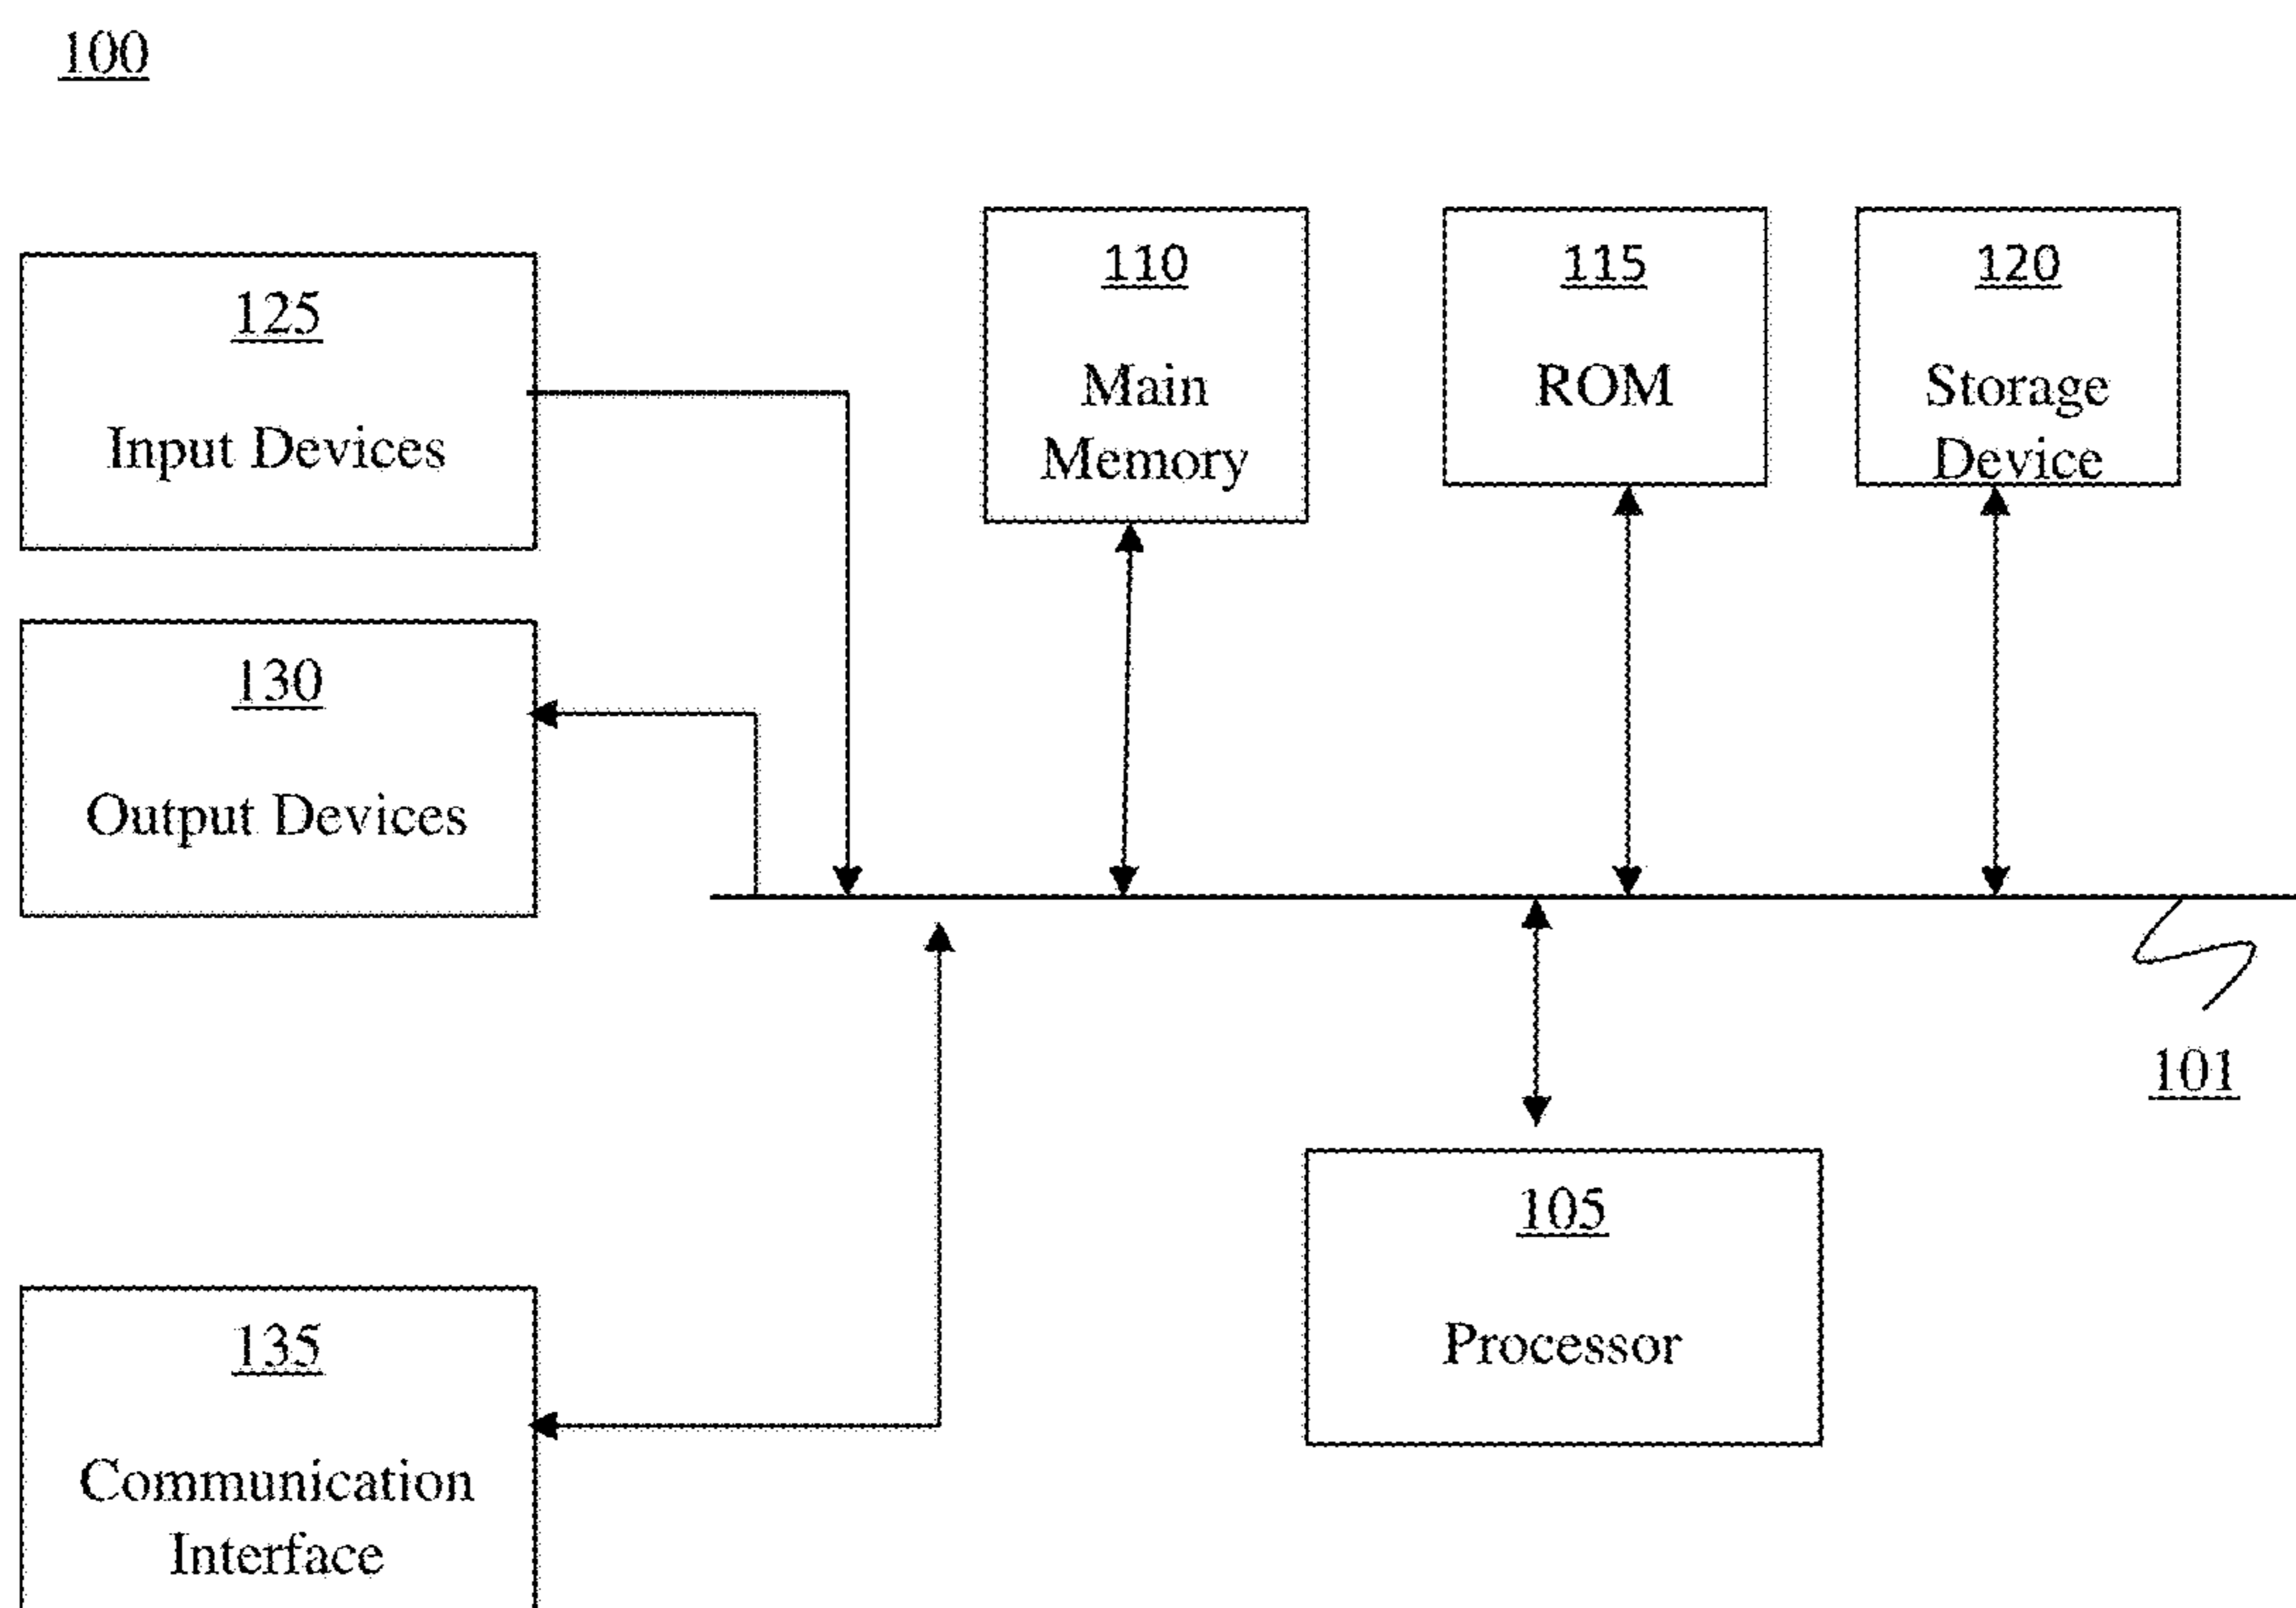 100
125
Input Devices
110
Main
Memory
115
ROM
120
Storage
Device
130
Output Devices
101
105
Processor
135
Communication
Interface